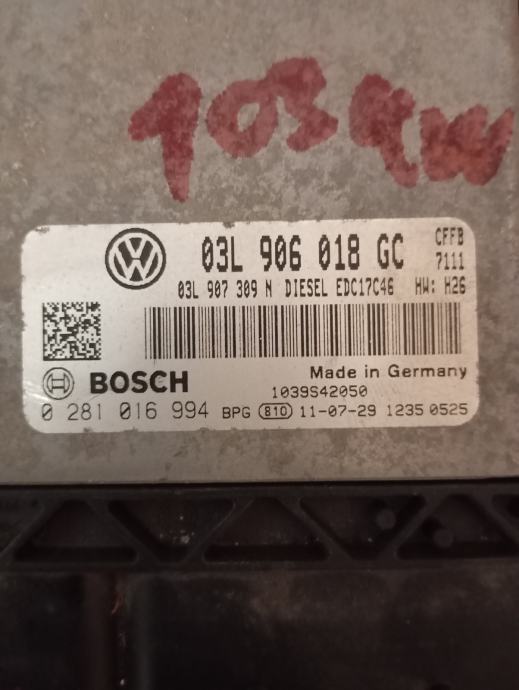 103KW
03L 906 018 GC CFFB
7111
03L 907 309 N DIESEL EDC17C46 HW: H26
BOSCH Made in Germany
1039S42050
0 281 016 994 BPG 810 11-07-29 1235 0525